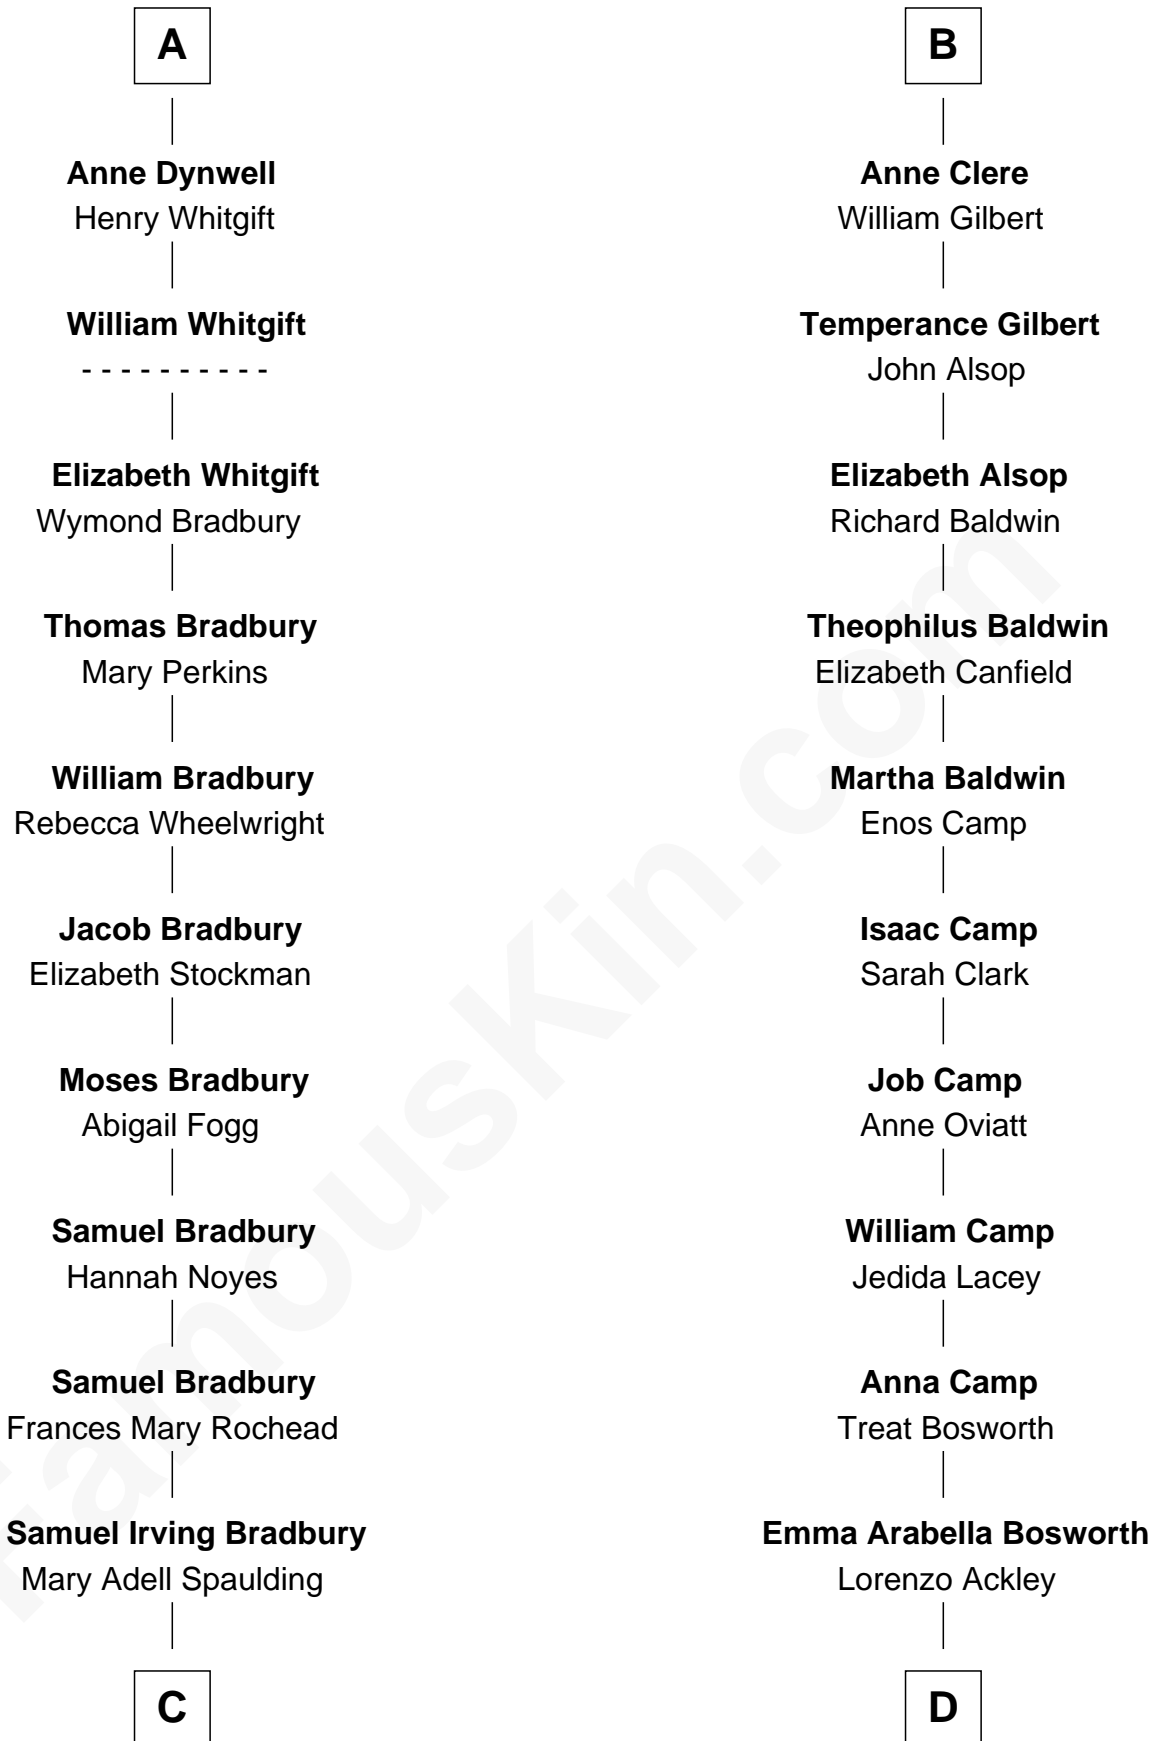 A
Anne Dynwell
Henry Whitgift
William Whitgift
- - - - - - - - - -
Elizabeth Whitgift
Wymond Bradbury
Thomas Bradbury
Mary Perkins
William Bradbury
Rebecca Wheelwright
Jacob Bradbury
Elizabeth Stockman
Moses Bradbury
Abigail Fogg
Samuel Bradbury
Hannah Noyes
Samuel Bradbury
Frances Mary Rochead
Samuel Irving Bradbury
Mary Adell Spaulding
C
B
Anne Clere
William Gilbert
Temperance Gilbert
John Alsop
Elizabeth Alsop
Richard Baldwin
Theophilus Baldwin
Elizabeth Canfield
Martha Baldwin
Enos Camp
Isaac Camp
Sarah Clark
Job Camp
Anne Oviatt
William Camp
Jedida Lacey
Anna Camp
Treat Bosworth
Emma Arabella Bosworth
Lorenzo Ackley
D
FamousKin.com